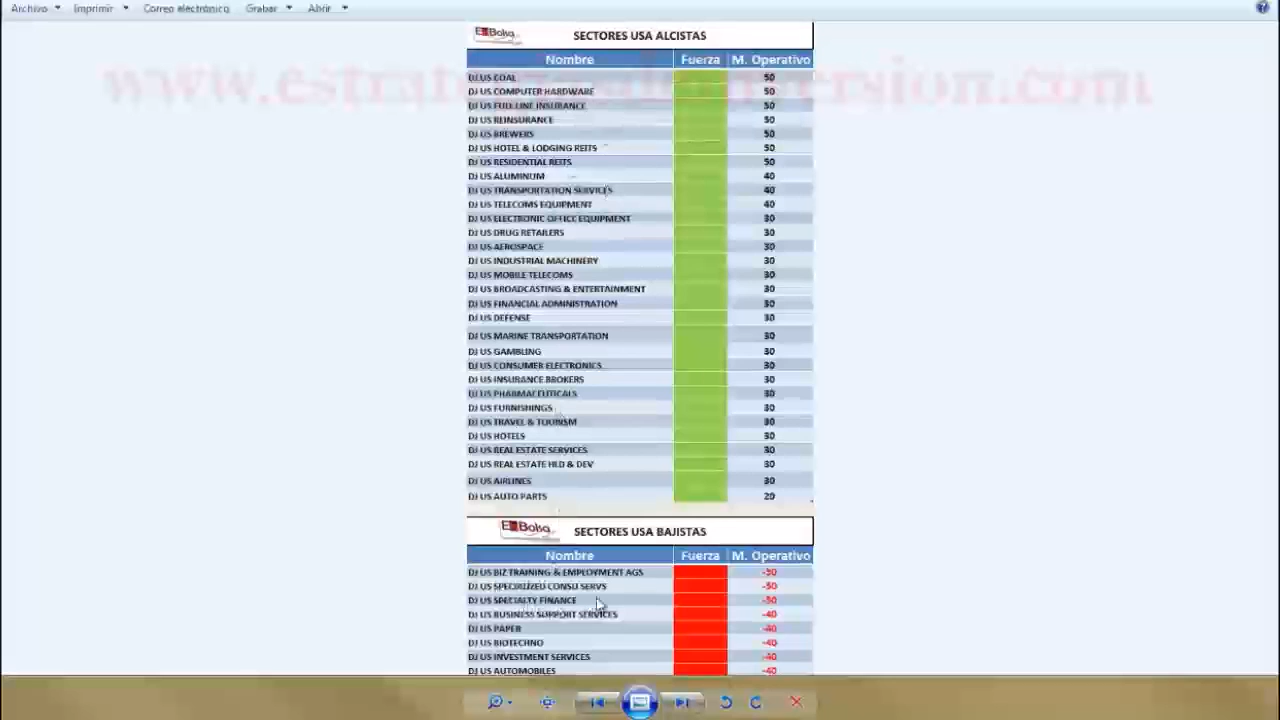 Archivo Imprimir Correo electrónico Grabar Abrir
SECTORES USA ALCISTAS
Nombre Fuerza M. Operativo
DJ US COAL 50
DJ US COMPUTER HARDWARE 50
DJ US FULL LINE INSURANCE 50
DJ US REINSURANCE 50
DJ US BREWERS 50
DJ US HOTEL & LODGING REITS 50
DJ US RESIDENTIAL REITS 50
DJ US ALUMINUM 40
DJ US TRANSPORTATION SERVICES 40
DJ US TELECOMS EQUIPMENT 40
DJ US ELECTRONIC OFFICE EQUIPMENT 30
DJ US DRUG RETAILERS 30
DJ US AEROSPACE 30
DJ US INDUSTRIAL MACHINERY 30
DJ US MOBILE TELECOMS 30
DJ US BROADCASTING & ENTERTAINMENT 30
DJ US FINANCIAL ADMINISTRATION 30
DJ US DEFENSE 30
DJ US MARINE TRANSPORTATION 30
DJ US GAMBLING 30
DJ US CONSUMER ELECTRONICS 30
DJ US INSURANCE BROKERS 30
DJ US PHARMACEUTICALS 30
DJ US FURNISHINGS 30
DJ US TRAVEL & TOURISM 30
DJ US HOTELS 30
DJ US REAL ESTATE SERVICES 30
DJ US REAL ESTATE HLD & DEV 30
DJ US AIRLINES 30
DJ US AUTO PARTS 20
SECTORES USA BAJISTAS
Nombre Fuerza M. Operativo
DJ US BIZ TRAINING & EMPLOYMENT AGS -50
DJ US SPECIALIZED CONSU SERVS -50
DJ US SPECIALTY FINANCE -50
DJ US BUSINESS SUPPORT SERVICES -40
DJ US PAPER -40
DJ US BIOTECHNO -40
DJ US INVESTMENT SERVICES -40
DJ US AUTOMOBILES -40